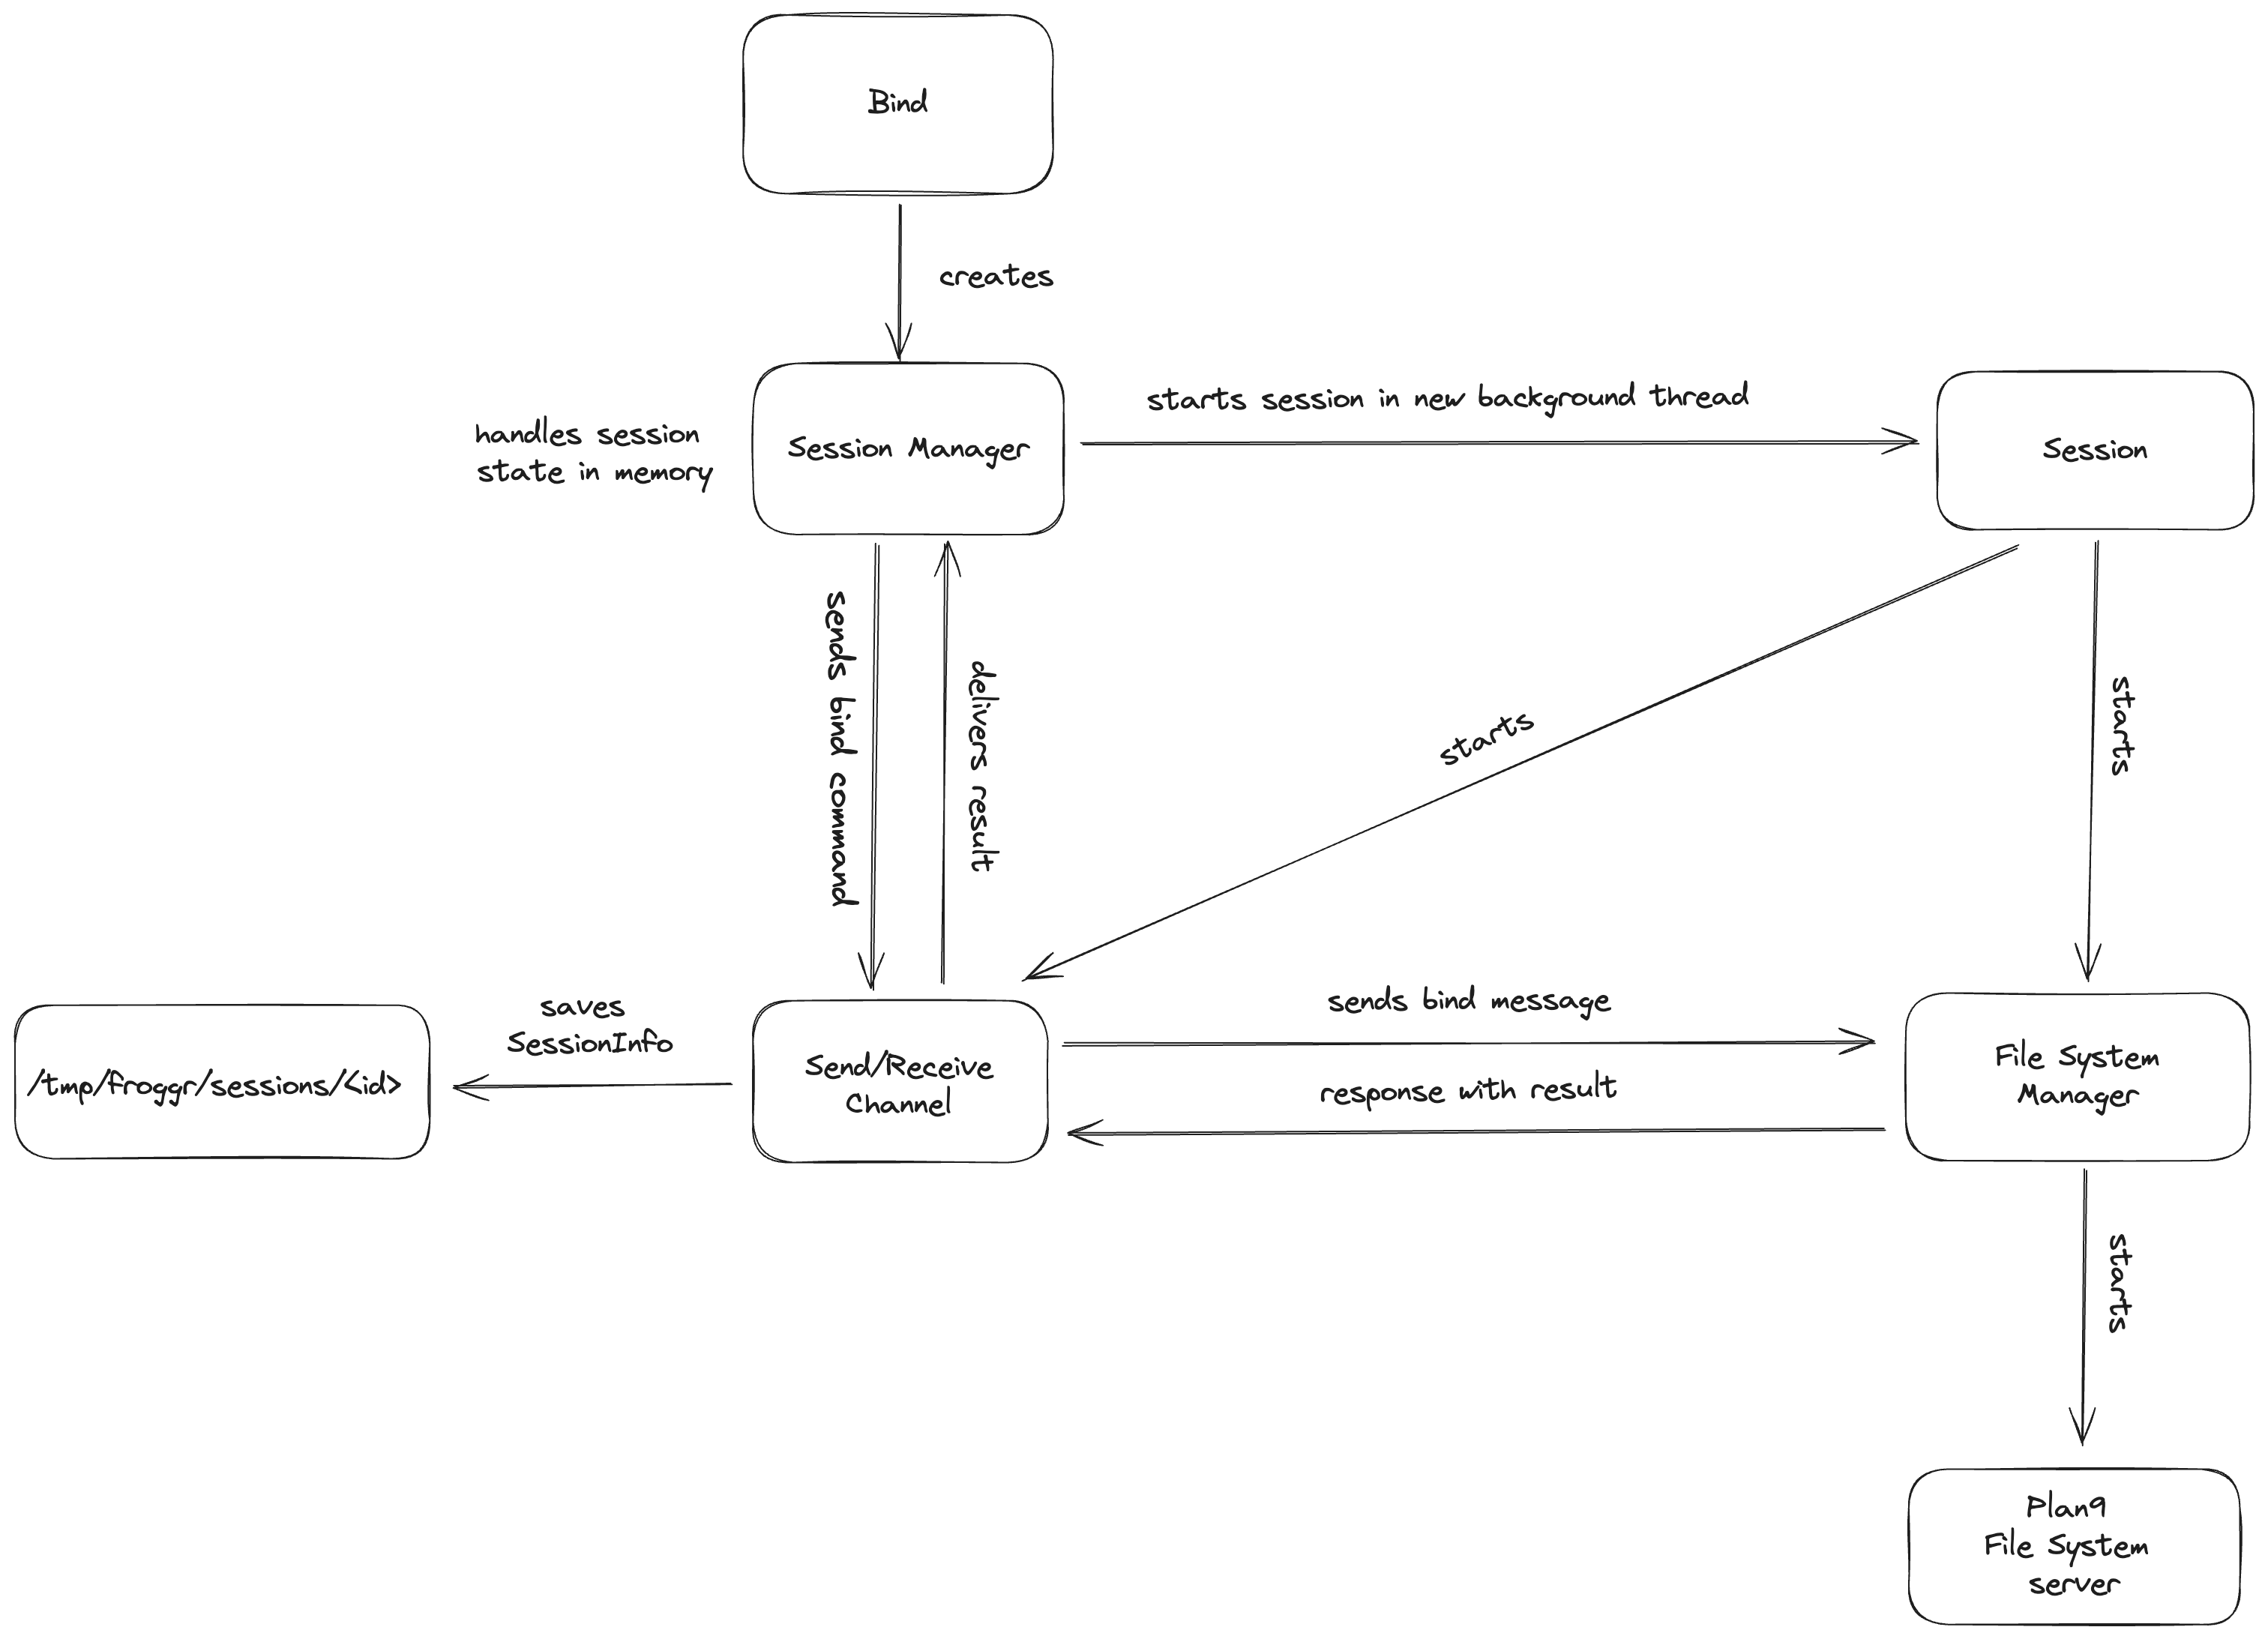 Bind
creates
starts session in new background thread
handles session
state in memory
Session Manager
Session
sends bind command
delivers result
starts
starts
saves
SessionInfo
sends bind message
/tmp/froggr/sessions/<id>
Send/Receive
Channel
File System
Manager
response with result
starts
Plan9
File System
server